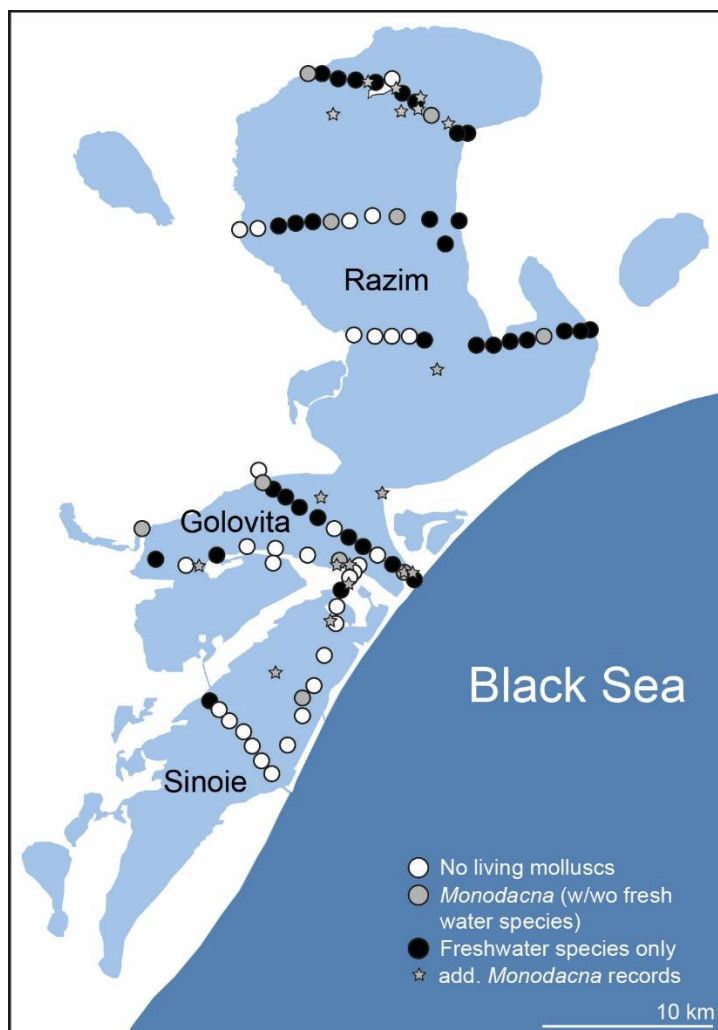 Razim
Golovita
Black Sea
Sinoie
No living molluscs
Monodacna (w/wo fresh
water species)
Freshwater species only
add. Monodacna records
10 km